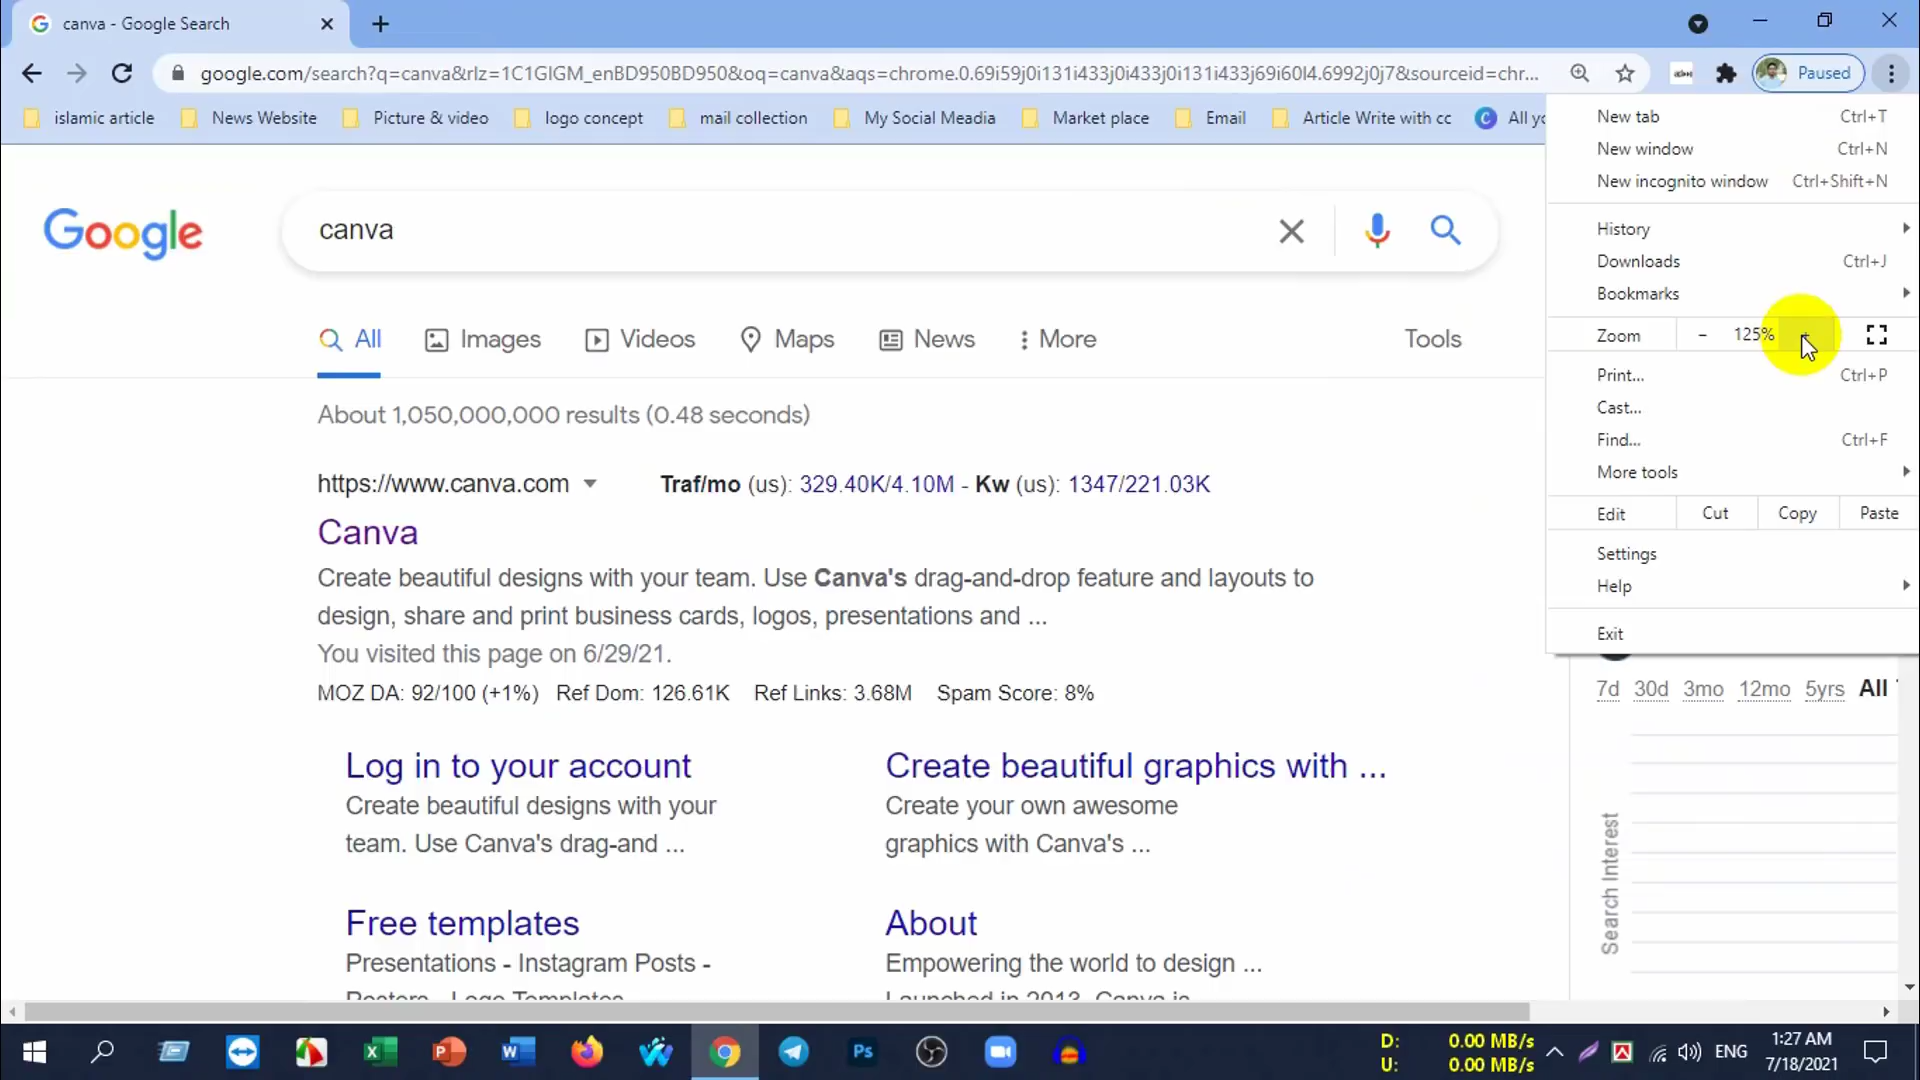 canva - Google Search
google.com/search?q=canva&rlz=1C1GIGM_enBD950BD950&oq=canva&aqs=chrome.0.69i59j0i131i433j0i433j0i131i433j69i60l4.6992j0j7&sourceid=chr...
Paused
islamic article
News Website
Picture & video
logo concept
mail collection
My Social Meadia
Market place
Email
Article Write with cc
C
All yo
New tab Ctrl+T
New window Ctrl+N
New incognito window Ctrl+Shift+N
History
Downloads Ctrl+J
Bookmarks
Zoom - 125% +
Print... Ctrl+P
Cast...
Find... Ctrl+F
More tools
Edit Cut Copy Paste
Settings
Help
Exit
Google
canva
All Images Videos Maps News More Tools
About 1,050,000,000 results (0.48 seconds)
https://www.canva.com Traf/mo (us): 329.40K/4.10M - Kw (us): 1347/221.03K
Canva
Create beautiful designs with your team. Use Canva's drag-and-drop feature and layouts to
design, share and print business cards, logos, presentations and ...
You visited this page on 6/29/21.
MOZ DA: 92/100 (+1%) Ref Dom: 126.61K Ref Links: 3.68M Spam Score: 8%
Log in to your account
Create beautiful designs with your
team. Use Canva's drag-and ...
Create beautiful graphics with ...
Create your own awesome
graphics with Canva's ...
Free templates
Presentations - Instagram Posts -
Posters - Logo Templates
About
Empowering the world to design ...
Launched in 2013, Canva is
7d 30d 3mo 12mo 5yrs All
Search Interest
D: 0.00 MB/s
U: 0.00 MB/s
ENG
1:27 AM
7/18/2021
X
P
W
Ps